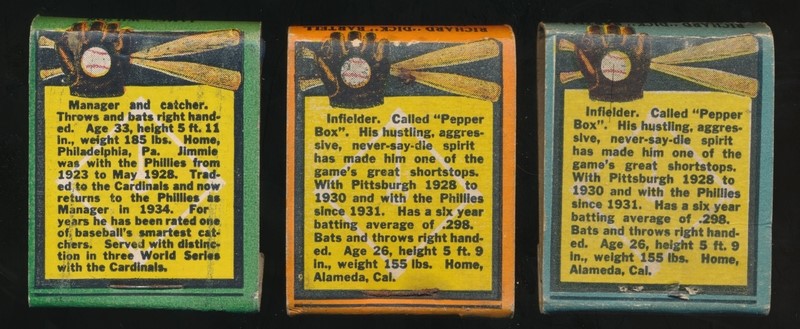 RICHARD "DICK" BARTELL
RICHARD "DICK"
Manager and catcher.
Throws and bats right hand-
ed. Age 33, height 5 ft. 11
in., weight 185 lbs. Home,
Philadelphia, Pa. Jimmie
was with the Phillies from
1923 to May 1928. Trad-
ed to the Cardinals and now
returns to the Phillies as
Manager in 1934. For
years he has been rated one
of baseball's smartest cat-
chers. Served with distinc-
tion in three World Series
with the Cardinals.
Infielder. Called "Pepper
Box". His hustling, aggres-
sive, never-say-die spirit
has made him one of the
game's great shortstops.
With Pittsburgh 1928 to
1930 and with the Phillies
since 1931. Has a six year
batting average of .298.
Bats and throws right hand-
ed. Age 26, height 5 ft. 9
in., weight 155 lbs. Home,
Alameda, Cal.
Infielder. Called "Pepper
Box". His hustling, aggres-
sive, never-say-die spirit
has made him one of the
game's great shortstops.
With Pittsburgh 1928 to
1930 and with the Phillies
since 1931. Has a six year
batting average of .298.
Bats and throws right hand-
ed. Age 26, height 5 ft. 9
in., weight 155 lbs. Home,
Alameda, Cal.